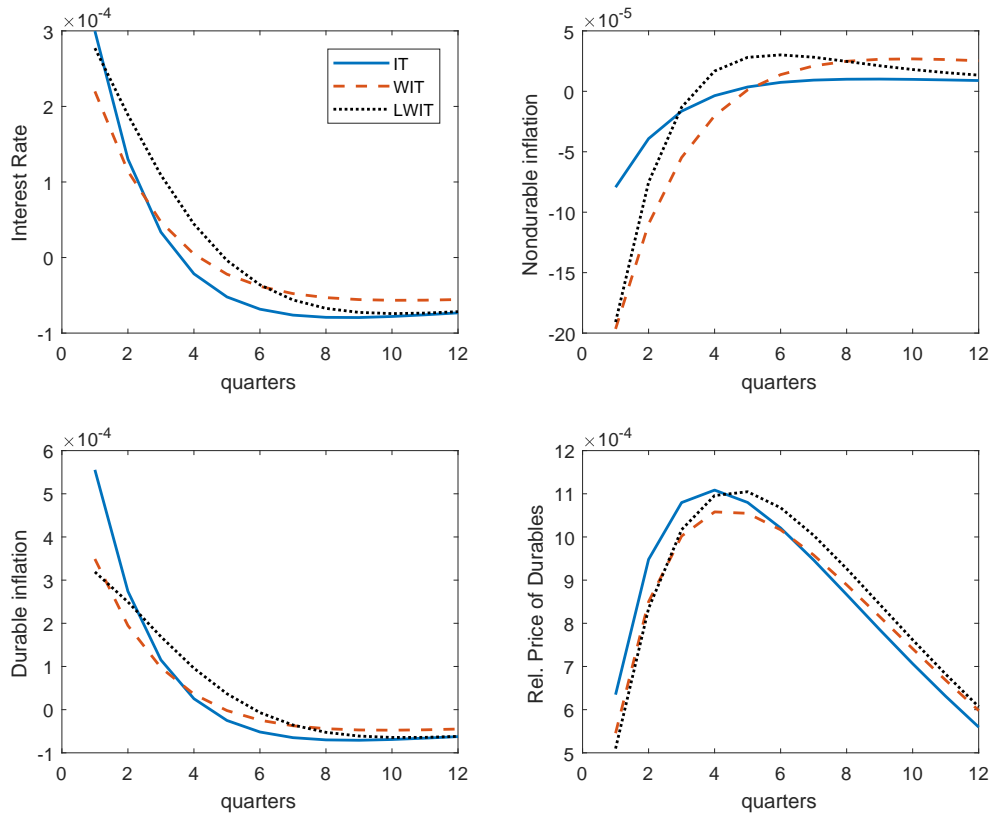 ×10⁻⁴
3
2
1
0
-1
Interest Rate
0 2 4 6 8 10 12
quarters
IT
WIT
LWIT
×10⁻⁵
5
0
-5
-10
-15
-20
Nondurable inflation
0 2 4 6 8 10 12
quarters
×10⁻⁴
6
5
4
3
2
1
0
-1
Durable inflation
0 2 4 6 8 10 12
quarters
×10⁻⁴
12
11
10
9
8
7
6
5
Rel. Price of Durables
0 2 4 6 8 10 12
quarters